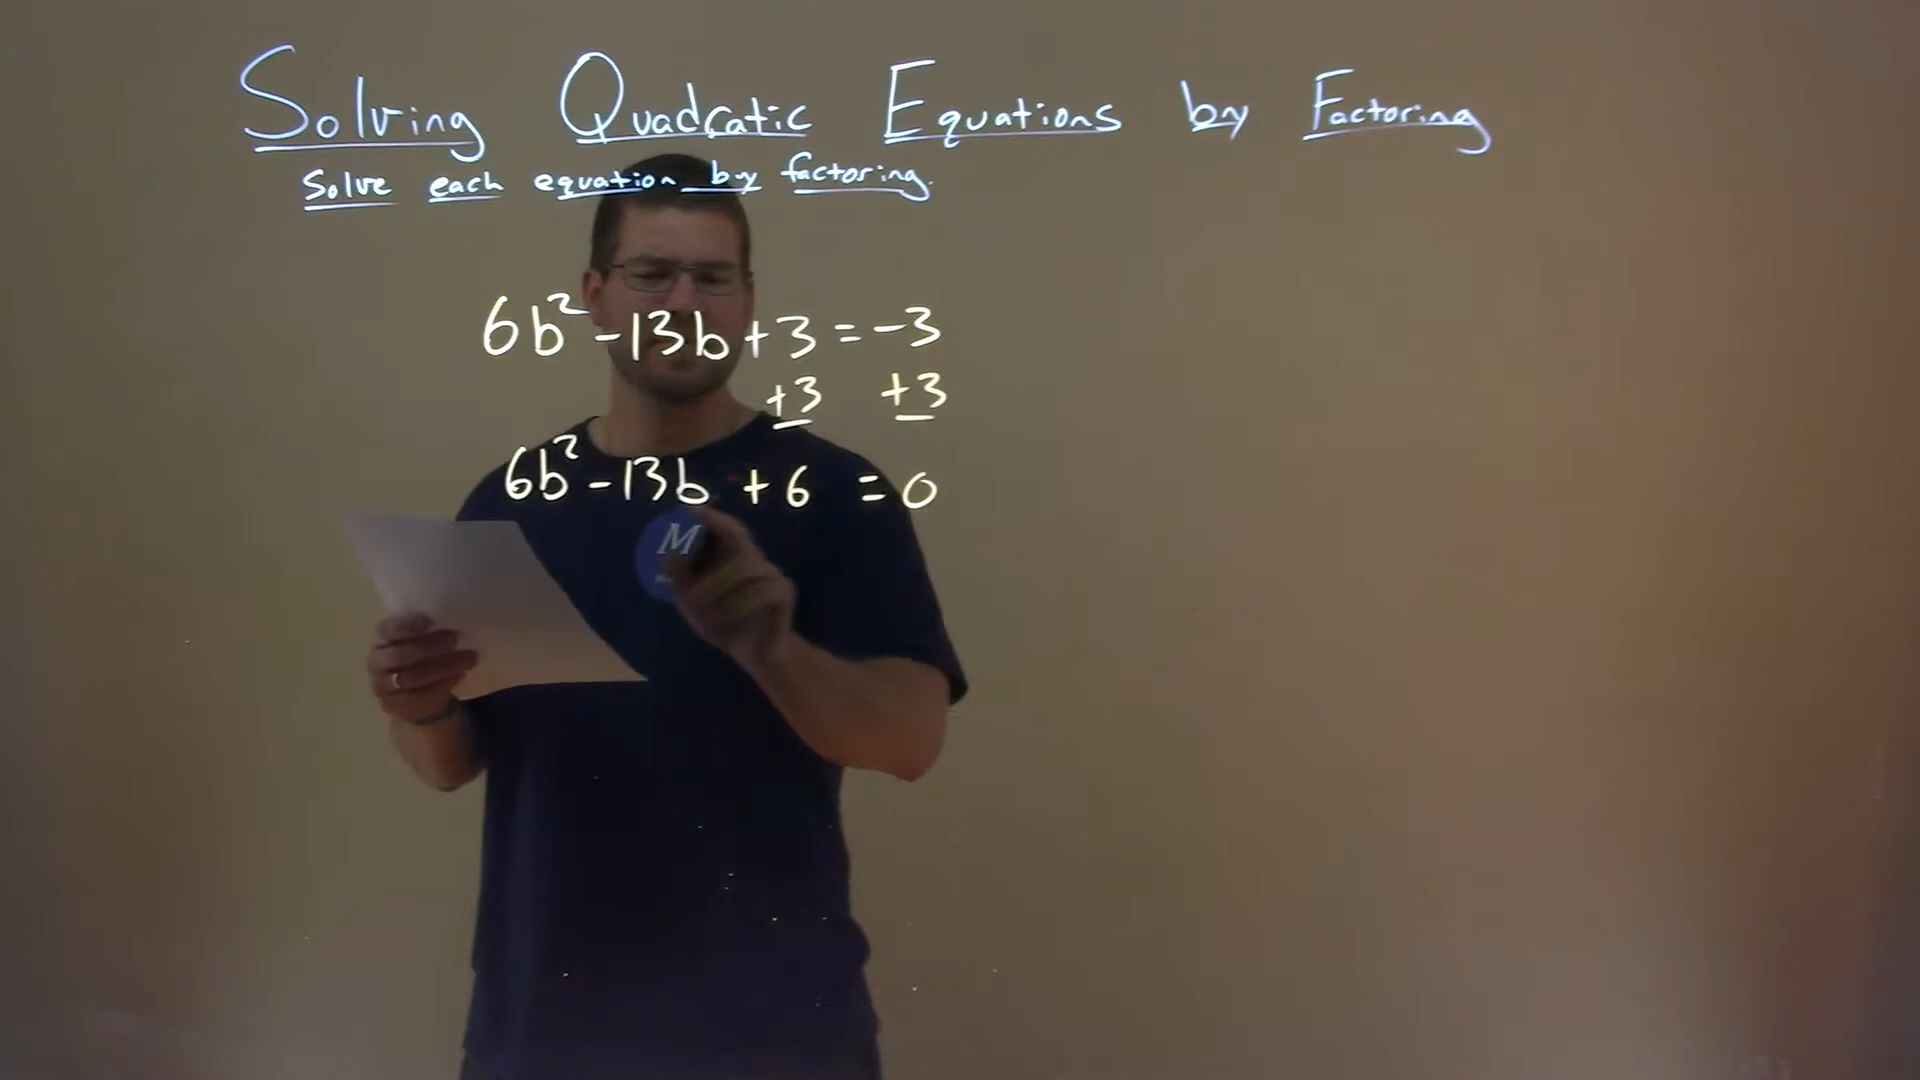 Solving Quadratic Equations by Factoring
Solve each equation by factoring.
6b²-13b+3=-3
+3 +3
6b²-13b+6=0
M